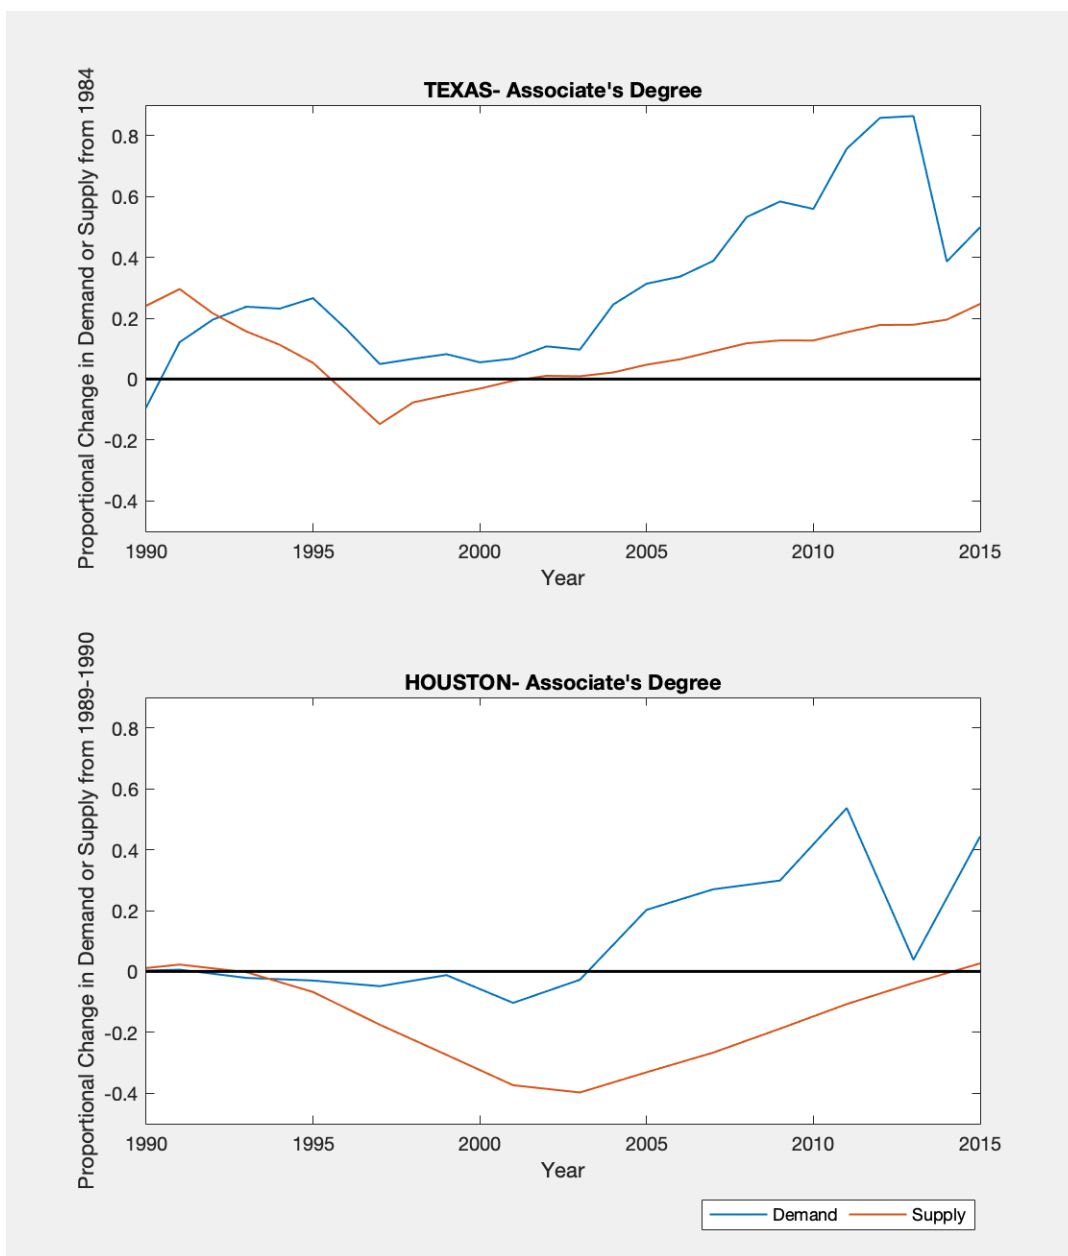 TEXAS- Associate's Degree
Proportional Change in Demand or Supply from 1984
0.8
0.6
0.4
0.2
0
-0.2
-0.4
1990 1995 2000 2005 2010 2015
Year
HOUSTON- Associate's Degree
Proportional Change in Demand or Supply from 1989-1990
0.8
0.6
0.4
0.2
0
-0.2
-0.4
1990 1995 2000 2005 2010 2015
Year
Demand Supply